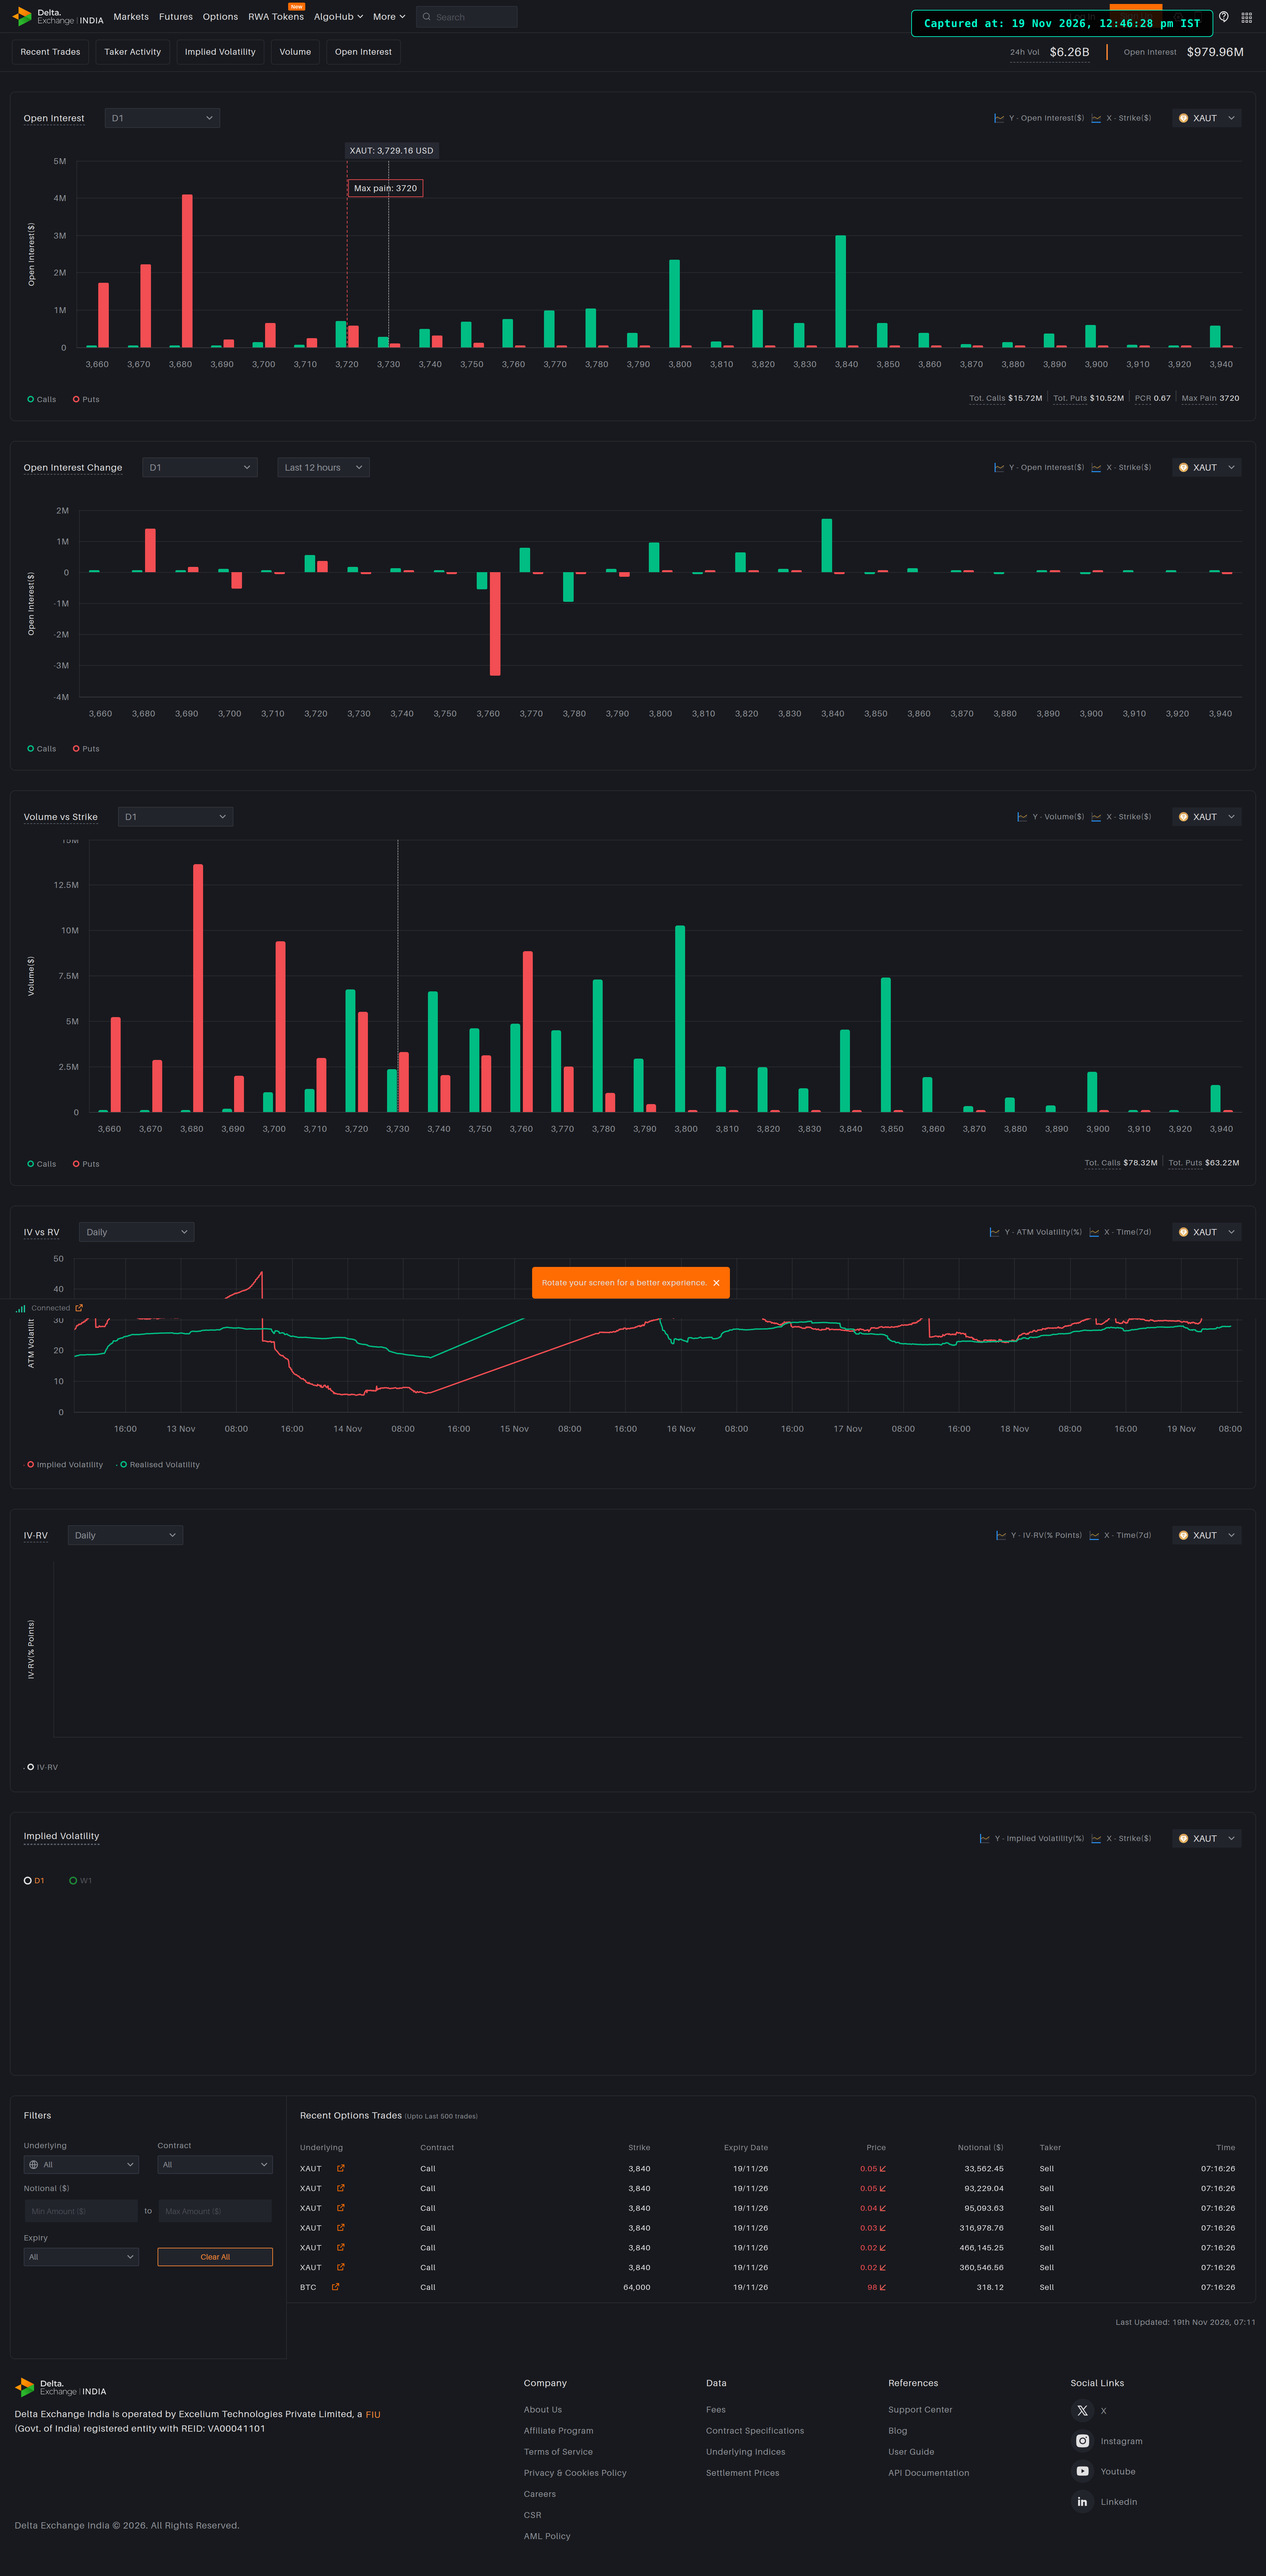 Delta. Exchange | INDIA Markets Futures Options RWA Tokens New AlgoHub More Search
Captured at: 19 Nov 2026, 12:46:28 pm IST
Recent Trades Taker Activity Implied Volatility Volume Open Interest 24h Vol $6.26B Open Interest $979.96M
Open Interest D1 Y - Open Interest($) X - Strike($) XAUT
XAUT: 3,729.16 USD
Max pain: 3720
5M
4M
3M
2M
1M
0
Open Interest($)
3,660 3,670 3,680 3,690 3,700 3,710 3,720 3,730 3,740 3,750 3,760 3,770 3,780 3,790 3,800 3,810 3,820 3,830 3,840 3,850 3,860 3,870 3,880 3,890 3,900 3,910 3,920 3,940
Calls Puts Tot. Calls $15.72M Tot. Puts $10.52M PCR 0.67 Max Pain 3720
Open Interest Change D1 Last 12 hours Y - Open Interest($) X - Strike($) XAUT
2M
1M
0
-1M
-2M
-3M
-4M
Open Interest($)
3,660 3,680 3,690 3,700 3,710 3,720 3,730 3,740 3,750 3,760 3,770 3,780 3,790 3,800 3,810 3,820 3,830 3,840 3,850 3,860 3,870 3,880 3,890 3,900 3,910 3,920 3,940
Calls Puts
Volume vs Strike D1 Y - Volume($) X - Strike($) XAUT
15M
12.5M
10M
7.5M
5M
2.5M
0
Volume($)
3,660 3,670 3,680 3,690 3,700 3,710 3,720 3,730 3,740 3,750 3,760 3,770 3,780 3,790 3,800 3,810 3,820 3,830 3,840 3,850 3,860 3,870 3,880 3,890 3,900 3,910 3,920 3,940
Calls Puts Tot. Calls $78.32M Tot. Puts $63.22M
IV vs RV Daily Y - ATM Volatility(%) X - Time(7d) XAUT
50
40
Rotate your screen for a better experience.
Connected
30
20
10
0
ATM Volatilit
16:00 13 Nov 08:00 16:00 14 Nov 08:00 16:00 15 Nov 08:00 16:00 16 Nov 08:00 16:00 17 Nov 08:00 16:00 18 Nov 08:00 16:00 19 Nov 08:00
Implied Volatility Realised Volatility
IV-RV Daily Y - IV-RV(% Points) X - Time(7d) XAUT
IV-RV(% Points)
IV-RV
Implied Volatility Y - Implied Volatility(%) X - Strike($) XAUT
D1 W1
Filters
Underlying Contract
All All
Notional ($)
Min Amount ($) to Max Amount ($)
Expiry
All Clear All
Recent Options Trades (Upto Last 500 trades)
Underlying Contract Strike Expiry Date Price Notional ($) Taker Time
XAUT Call 3,840 19/11/26 0.05 33,562.45 Sell 07:16:26
XAUT Call 3,840 19/11/26 0.05 93,229.04 Sell 07:16:26
XAUT Call 3,840 19/11/26 0.04 95,093.63 Sell 07:16:26
XAUT Call 3,840 19/11/26 0.03 316,978.76 Sell 07:16:26
XAUT Call 3,840 19/11/26 0.02 466,145.25 Sell 07:16:26
XAUT Call 3,840 19/11/26 0.02 360,546.56 Sell 07:16:26
BTC Call 64,000 19/11/26 98 318.12 Sell 07:16:26
Last Updated: 19th Nov 2026, 07:11
Delta. Exchange | INDIA
Delta Exchange India is operated by Excelium Technologies Private Limited, a FIU
(Govt. of India) registered entity with REID: VA00041101
Delta Exchange India © 2026. All Rights Reserved.
Company
About Us
Affiliate Program
Terms of Service
Privacy & Cookies Policy
Careers
CSR
AML Policy
Data
Fees
Contract Specifications
Underlying Indices
Settlement Prices
References
Support Center
Blog
User Guide
API Documentation
Social Links
X
Instagram
Youtube
Linkedin